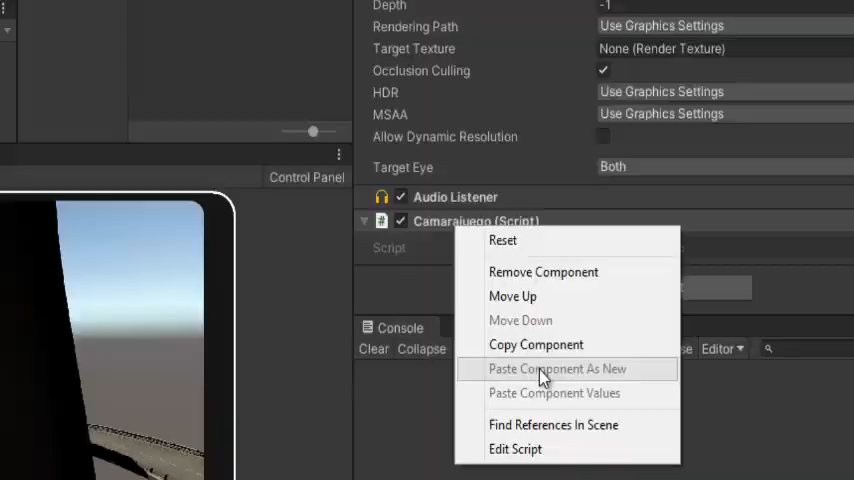 Depth -1
Rendering Path Use Graphics Settings
Target Texture None (Render Texture)
Occlusion Culling
HDR Use Graphics Settings
MSAA Use Graphics Settings
Allow Dynamic Resolution
Target Eye Both
Control Panel
Audio Listener
# Camarajuego (Script)
Script
Reset
Remove Component
Move Up
Move Down
Copy Component
Paste Component As New
Paste Component Values
Find References In Scene
Edit Script
Console
Clear Collapse
Editor